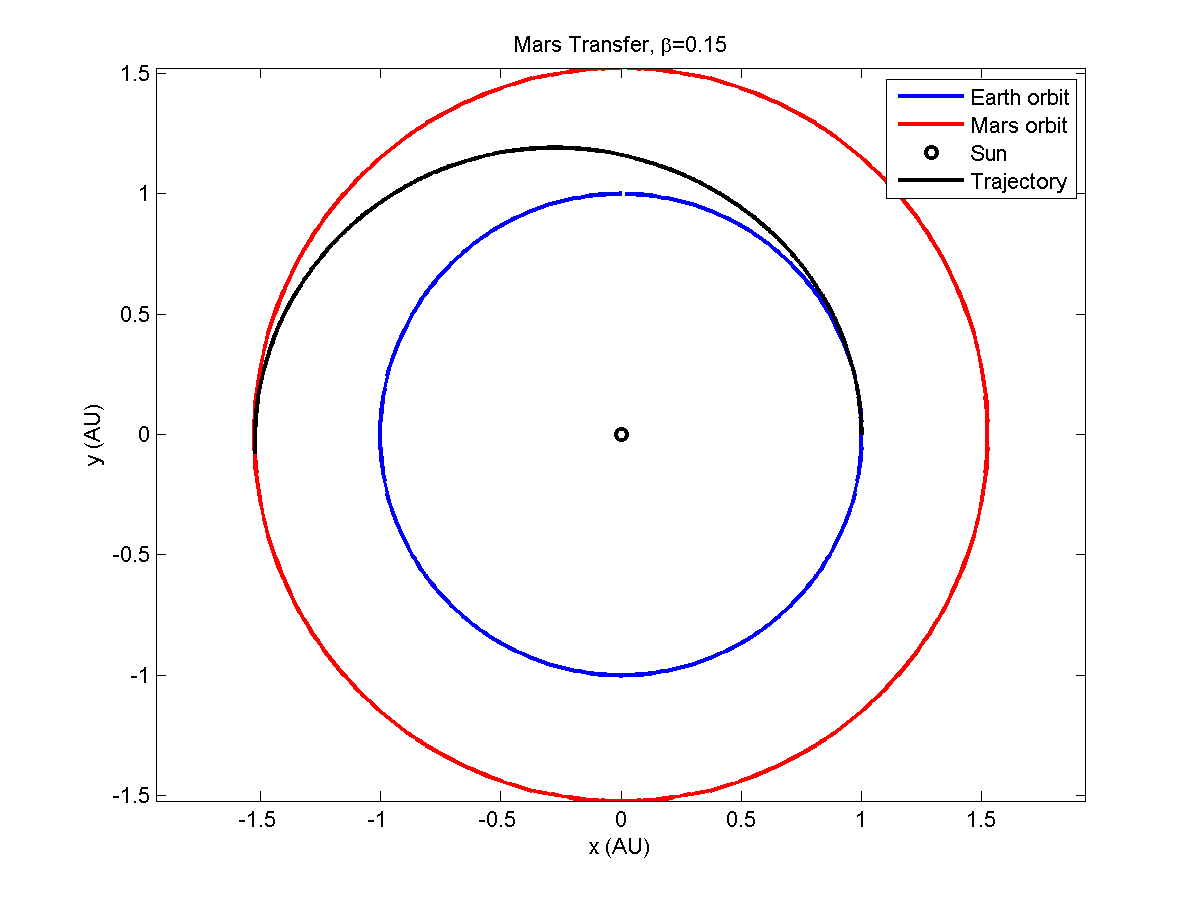 Mars Transfer, β=0.15
Earth orbit
Mars orbit
Sun
Trajectory
1.5
1
0.5
0
-0.5
-1
-1.5
y (AU)
-1.5 -1 -0.5 0 0.5 1 1.5
x (AU)